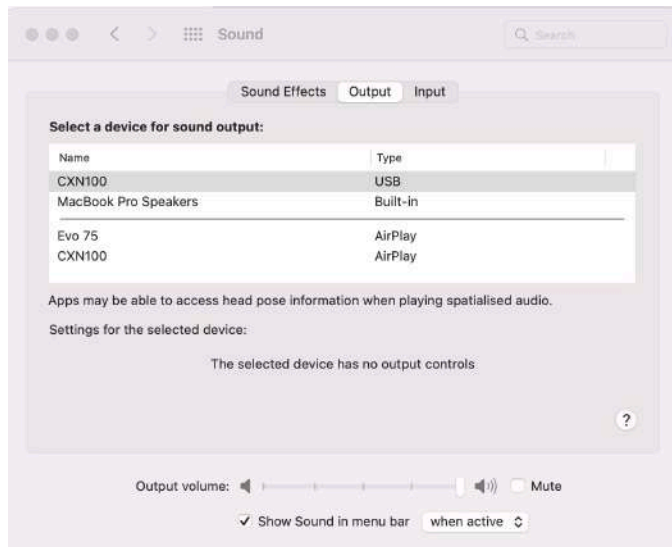 Sound
Search
Sound Effects Output Input
Select a device for sound output:
Name Type
CXN100 USB
MacBook Pro Speakers Built-in
Evo 75 AirPlay
CXN100 AirPlay
Apps may be able to access head pose information when playing spatialised audio.
Settings for the selected device:
The selected device has no output controls
?
Output volume: Mute
Show Sound in menu bar when active